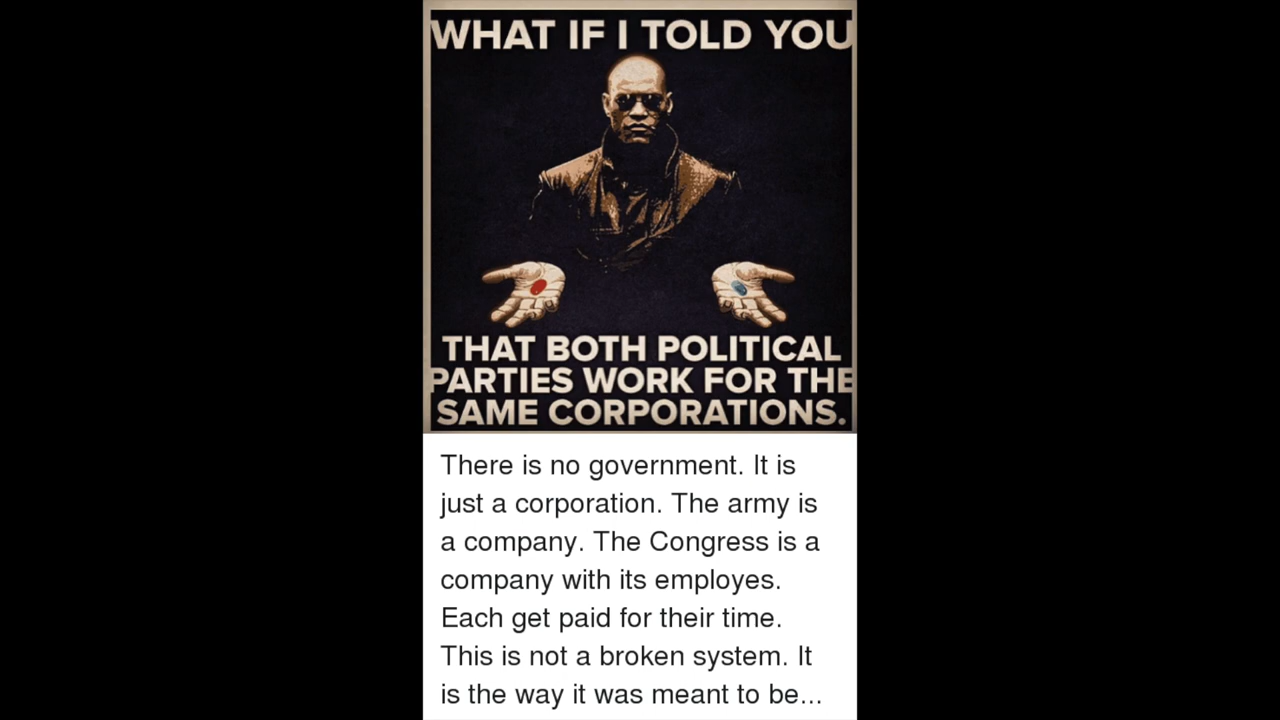 WHAT IF I TOLD YOU
THAT BOTH POLITICAL
PARTIES WORK FOR THE
SAME CORPORATIONS.
There is no government. It is
just a corporation. The army is
a company. The Congress is a
company with its employes.
Each get paid for their time.
This is not a broken system. It
is the way it was meant to be...